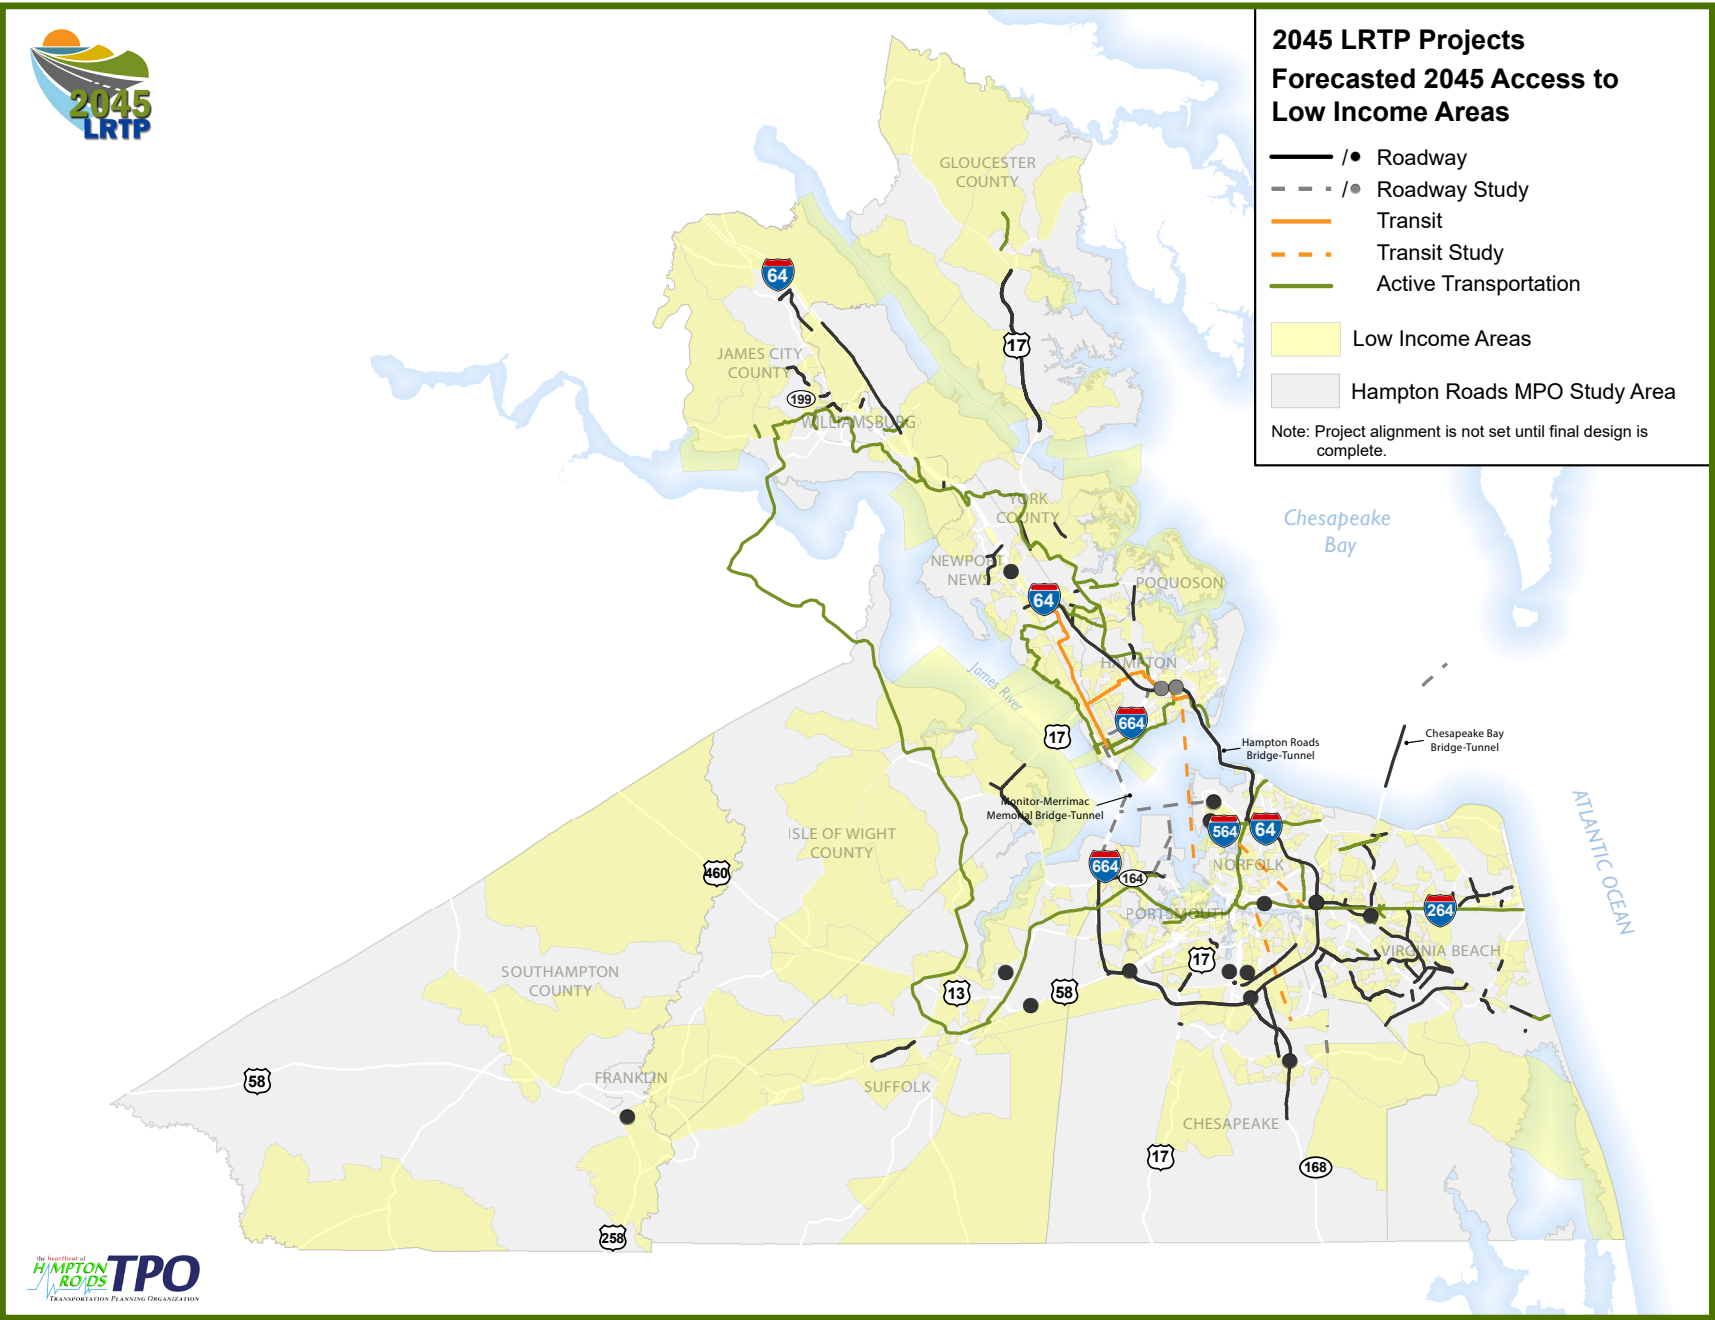 2045
LRTP
2045 LRTP Projects
Forecasted 2045 Access to
Low Income Areas
/ Roadway
/ Roadway Study
Transit
Transit Study
Active Transportation
Low Income Areas
Hampton Roads MPO Study Area
Note: Project alignment is not set until final design is
complete.
GLOUCESTER
COUNTY
64
17
JAMES CITY
COUNTY
199
WILLIAMSBURG
YORK
COUNTY
Chesapeake
Bay
NEWPORT
NEWS
POQUOSON
64
HAMPTON
James River
664
17
Hampton Roads
Bridge-Tunnel
Chesapeake Bay
Bridge-Tunnel
Monitor-Merrimac
Memorial Bridge-Tunnel
ATLANTIC OCEAN
ISLE OF WIGHT
COUNTY
564
64
NORFOLK
460
664
164
PORTSMOUTH
264
VIRGINIA BEACH
17
SOUTHAMPTON
COUNTY
13
58
58
FRANKLIN
SUFFOLK
CHESAPEAKE
17
168
258
the heartbeat of
HAMPTON
ROADS
TPO
TRANSPORTATION PLANNING ORGANIZATION